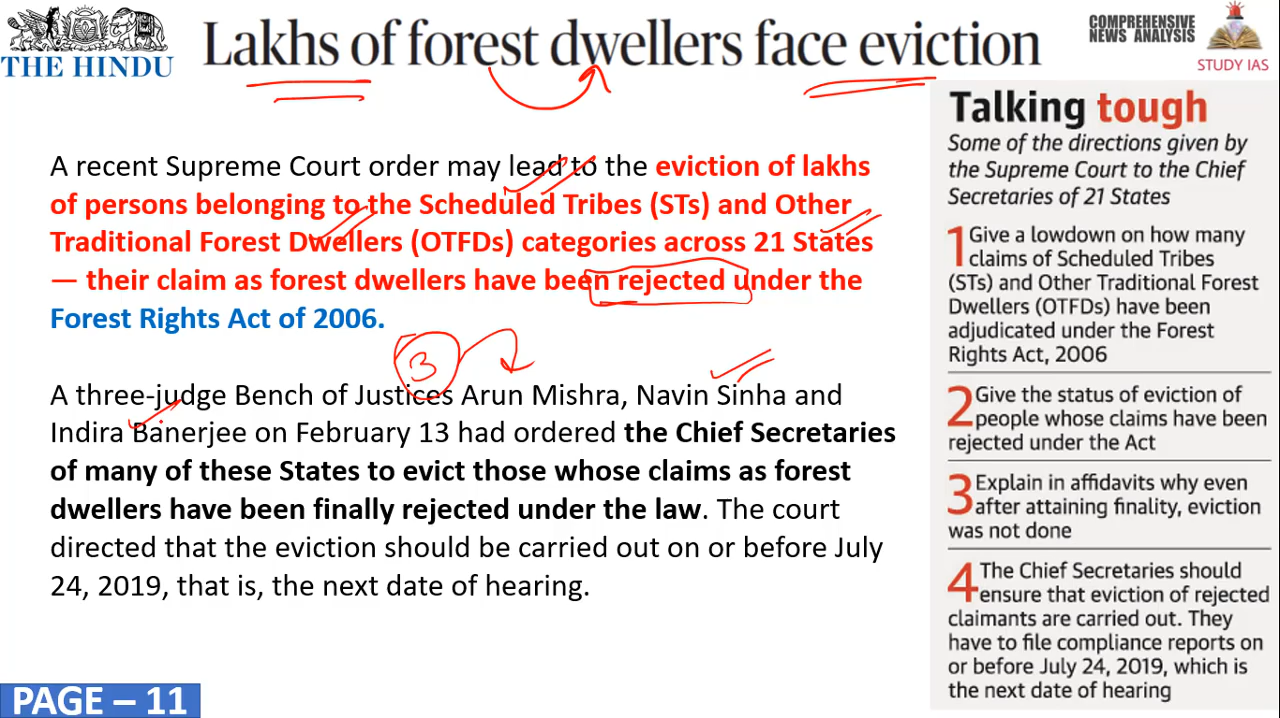 THE HINDU
Lakhs of forest dwellers face eviction
COMPREHENSIVE
NEWS ANALYSIS
STUDY IAS
A recent Supreme Court order may lead to the eviction of lakhs
of persons belonging to the Scheduled Tribes (STs) and Other
Traditional Forest Dwellers (OTFDs) categories across 21 States
— their claim as forest dwellers have been rejected under the
Forest Rights Act of 2006.
3
A three-judge Bench of Justices Arun Mishra, Navin Sinha and
Indira Banerjee on February 13 had ordered the Chief Secretaries
of many of these States to evict those whose claims as forest
dwellers have been finally rejected under the law. The court
directed that the eviction should be carried out on or before July
24, 2019, that is, the next date of hearing.
Talking tough
Some of the directions given by
the Supreme Court to the Chief
Secretaries of 21 States
1 Give a lowdown on how many
claims of Scheduled Tribes
(STs) and Other Traditional Forest
Dwellers (OTFDs) have been
adjudicated under the Forest
Rights Act, 2006
2 Give the status of eviction of
people whose claims have been
rejected under the Act
3 Explain in affidavits why even
after attaining finality, eviction
was not done
4 The Chief Secretaries should
ensure that eviction of rejected
claimants are carried out. They
have to file compliance reports on
or before July 24, 2019, which is
the next date of hearing
PAGE – 11